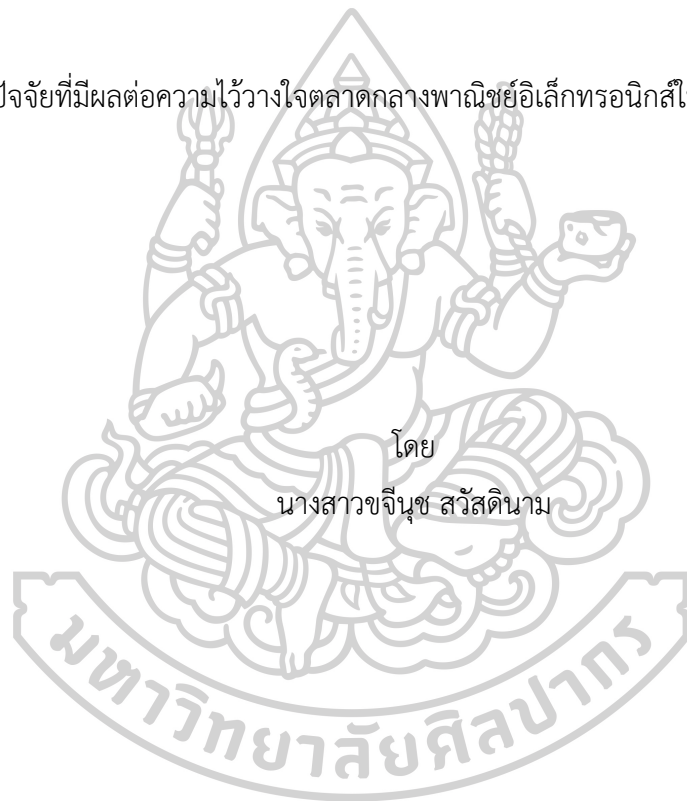 ปัจจัยที่มีผลต่อความไว้วางใจตลาดกลางพาณิชย์อิเล็กทรอนิกส์ใ
โดย
นางสาวขจีนุช สวัสดินาม
มหาวิทยาลัยศิลปากร